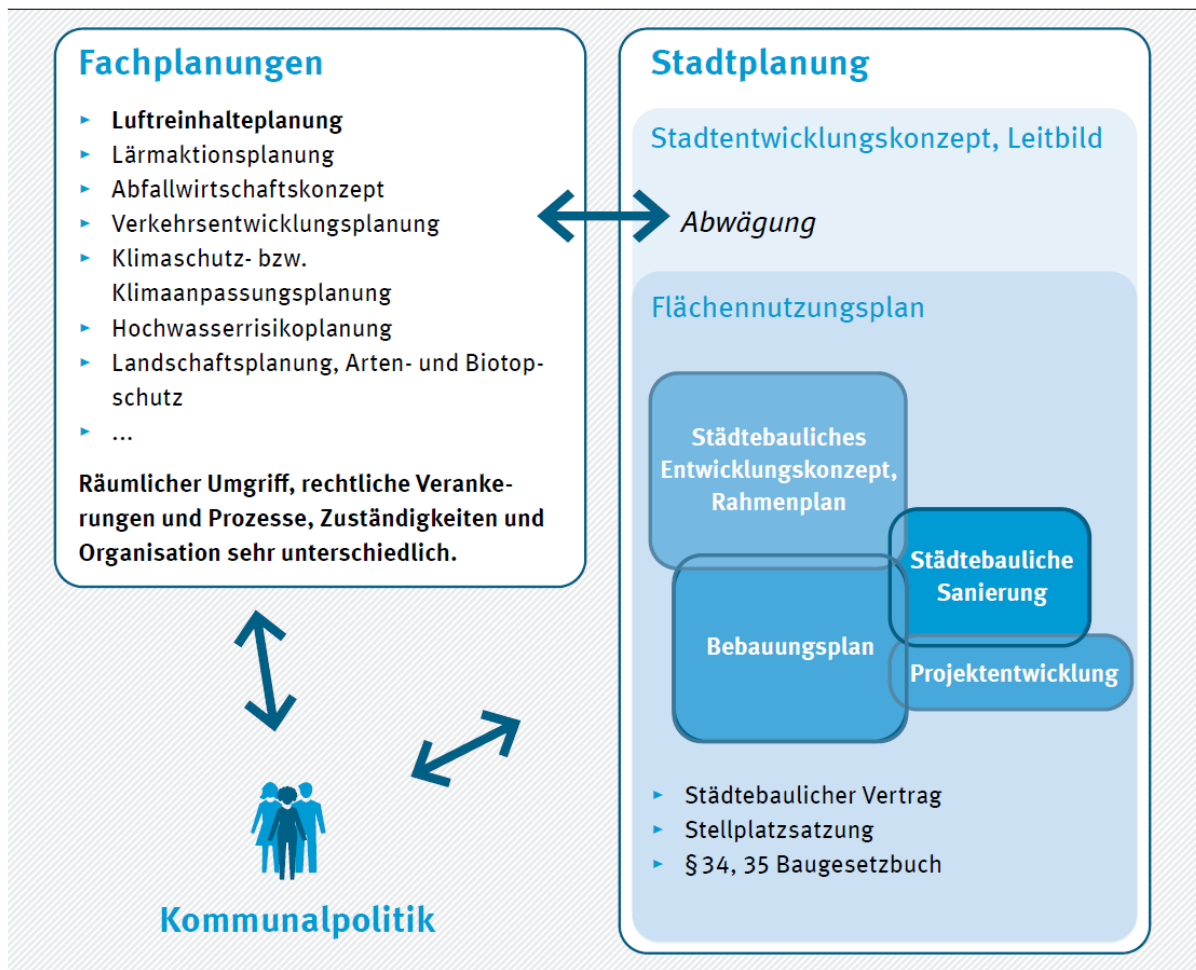 Fachplanungen
▸ Luftreinhalteplanung
▸ Lärmaktionsplanung
▸ Abfallwirtschaftskonzept
▸ Verkehrsentwicklungsplanung
▸ Klimaschutz- bzw.
Klimaanpassungsplanung
▸ Hochwasserrisikoplanung
▸ Landschaftsplanung, Arten- und Biotop-
schutz
▸ ...
Räumlicher Umgriff, rechtliche Veranke-
rungen und Prozesse, Zuständigkeiten und
Organisation sehr unterschiedlich.
Stadtplanung
Stadtentwicklungskonzept, Leitbild
Abwägung
Flächennutzungsplan
Städtebauliches
Entwicklungskonzept,
Rahmenplan
Städtebauliche
Sanierung
Bebauungsplan
Projektentwicklung
▸ Städtebaulicher Vertrag
▸ Stellplatzsatzung
▸ § 34, 35 Baugesetzbuch
Kommunalpolitik